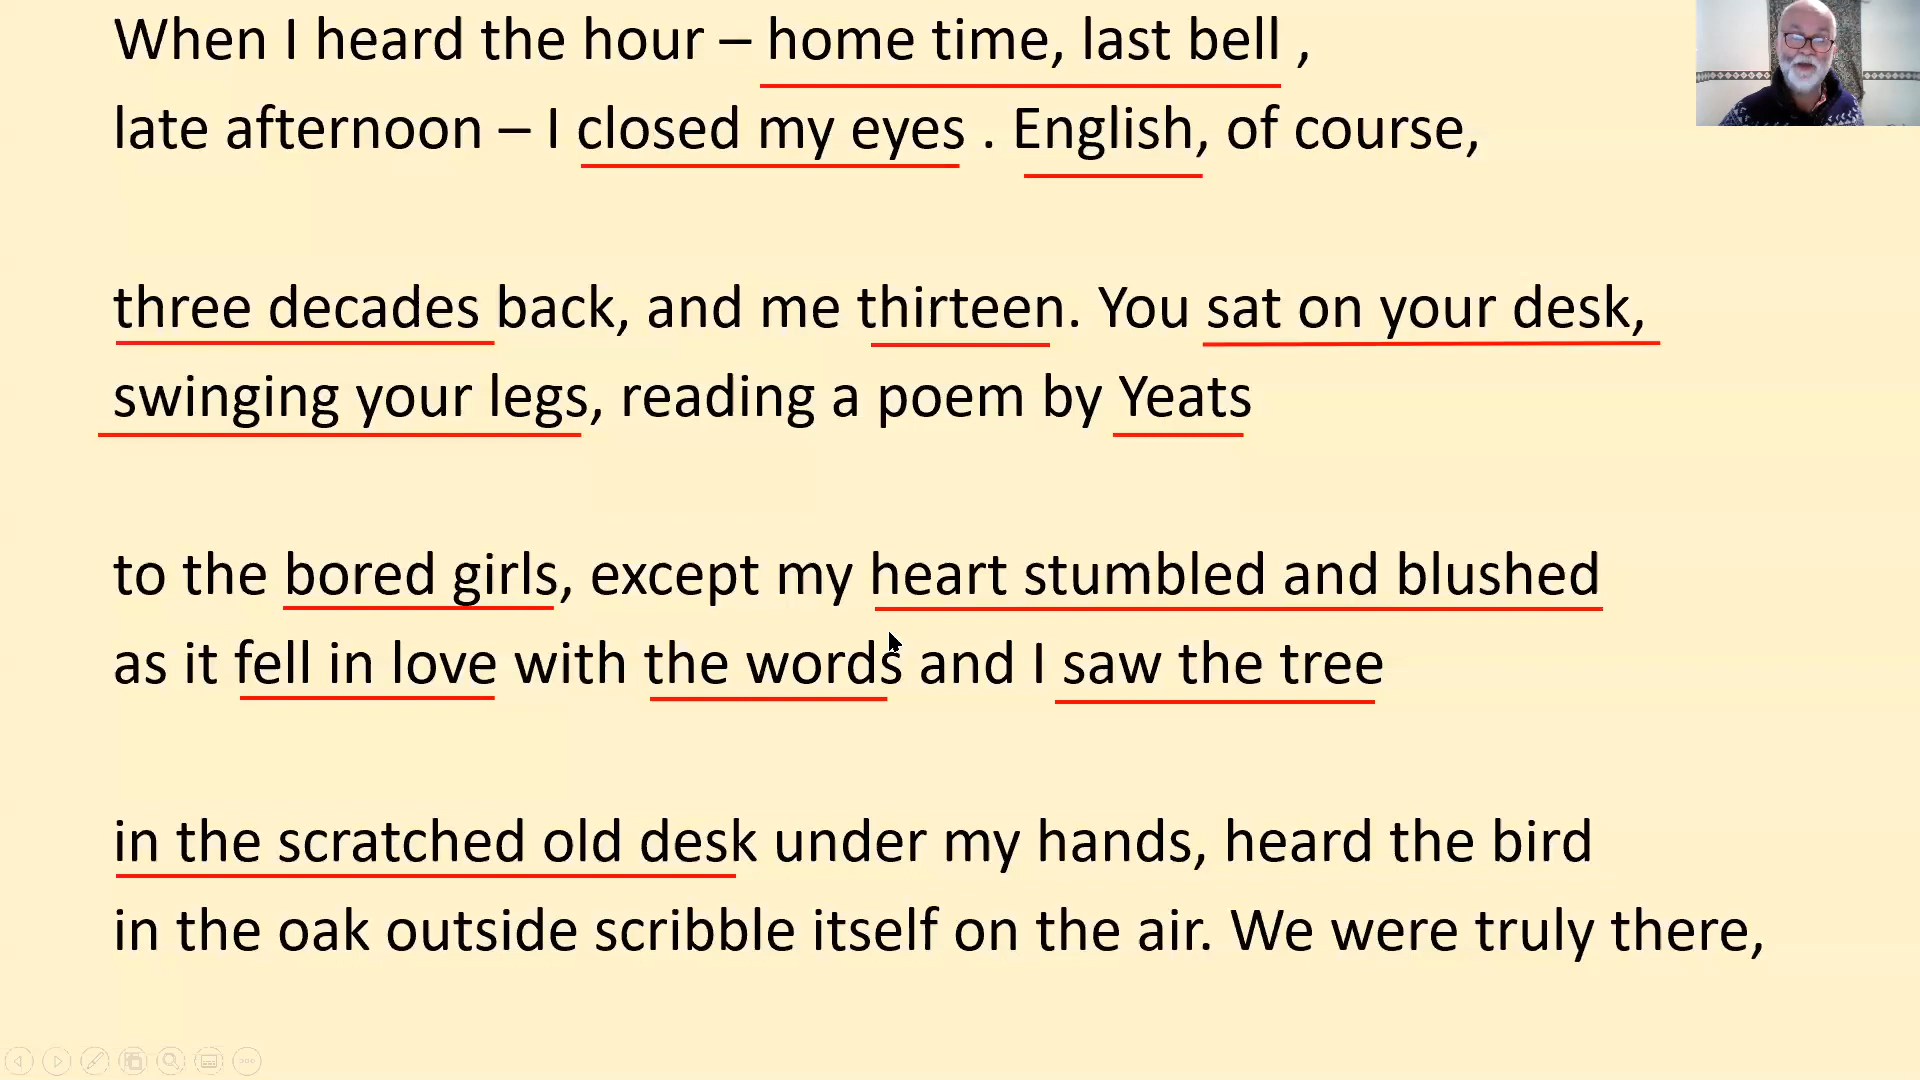 When I heard the hour – home time, last bell ,
late afternoon – I closed my eyes . English, of course,
three decades back, and me thirteen. You sat on your desk,
swinging your legs, reading a poem by Yeats
to the bored girls, except my heart stumbled and blushed
as it fell in love with the words and I saw the tree
in the scratched old desk under my hands, heard the bird
in the oak outside scribble itself on the air. We were truly there,